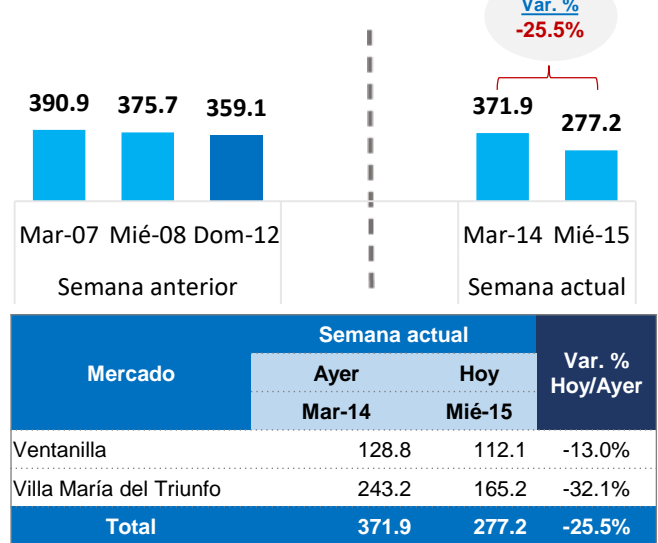 Var. %
-25.5%
390.9 375.7 359.1
371.9 277.2
Mar-07 Mié-08 Dom-12
Mar-14 Mié-15
Semana anterior
Semana actual
Mercado
Semana actual
Var. %
Hoy/Ayer
Ayer Hoy
Mar-14 Mié-15
Ventanilla 128.8 112.1 -13.0%
Villa María del Triunfo 243.2 165.2 -32.1%
Total 371.9 277.2 -25.5%